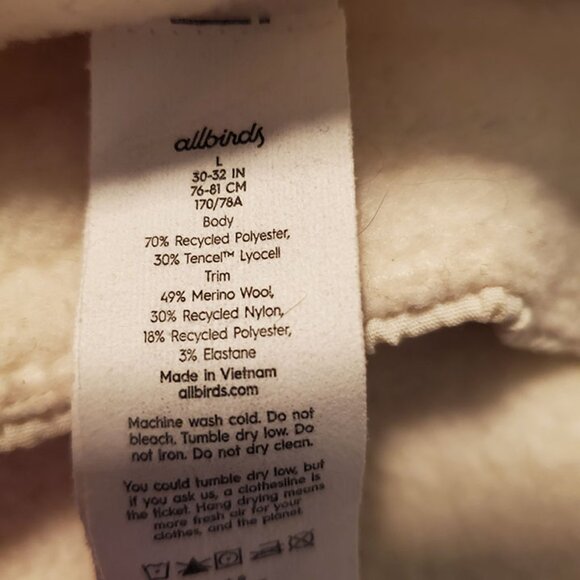 allbirds
L
30-32 IN
76-81 CM
170/78A
Body
70% Recycled Polyester,
30% Tencel™ Lyocell
Trim
49% Merino Wool,
30% Recycled Nylon,
18% Recycled Polyester,
3% Elastane
Made in Vietnam
allbirds.com
Machine wash cold. Do not
bleach. Tumble dry low. Do
not iron. Do not dry clean.
You could tumble dry low, but
if you ask us, a clothesline is
the ticket. Hang drying means
more fresh air for your
clothes, and the planet.